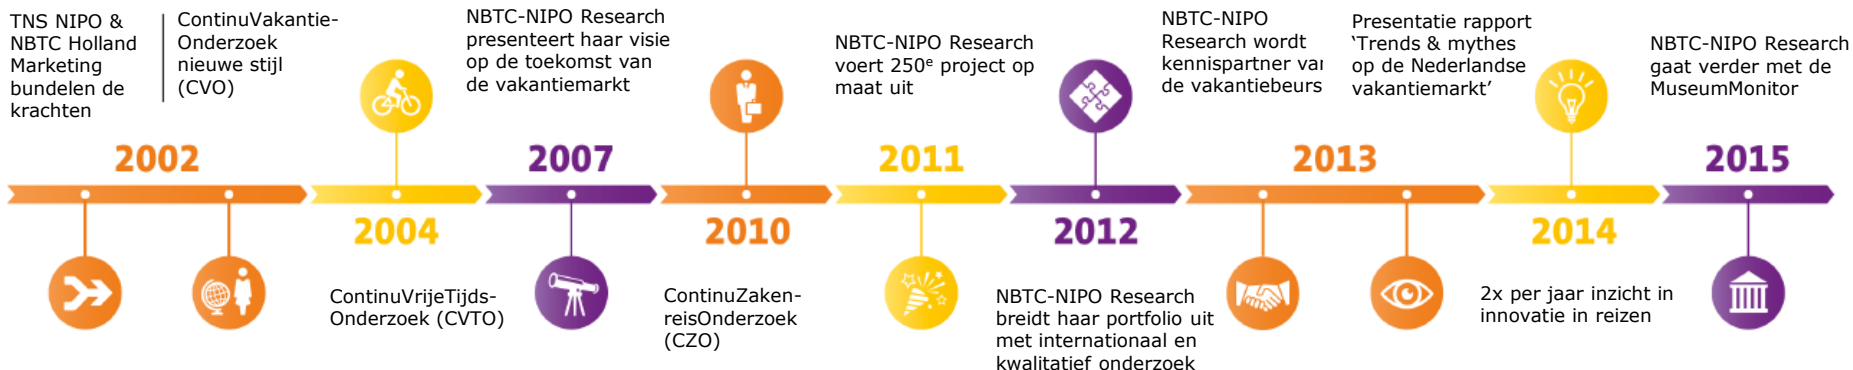 TNS NIPO &
NBTC Holland
Marketing
bundelen de
krachten
ContinuVakantie-
Onderzoek
nieuwe stijl
(CVO)
2002
2004
ContinuVrijeTijds-
Onderzoek (CVTO)
NBTC-NIPO Research
presenteert haar visie
op de toekomst van
de vakantiemarkt
2007
2010
ContinuZaken-
reisOnderzoek
(CZO)
NBTC-NIPO Research
voert 250e project op
maat uit
2011
2012
NBTC-NIPO Research
breidt haar portfolio uit
met internationaal en
kwalitatief onderzoek
NBTC-NIPO
Research wordt
kennispartner van
de vakantiebeurs
2013
Presentatie rapport
‘Trends & mythes
op de Nederlandse
vakantiemarkt’
2014
2x per jaar inzicht in
innovatie in reizen
NBTC-NIPO Research
gaat verder met de
MuseumMonitor
2015